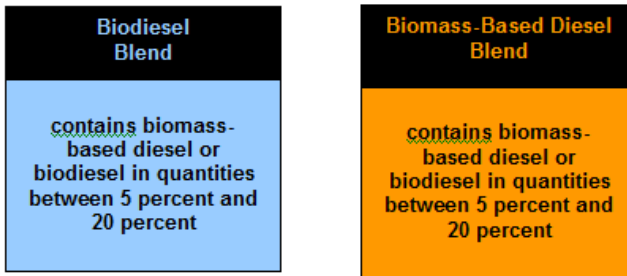 Biodiesel
Blend
contains biomass-
based diesel or
biodiesel in quantities
between 5 percent and
20 percent
Biomass-Based Diesel
Blend
contains biomass-
based diesel or
biodiesel in quantities
between 5 percent and
20 percent